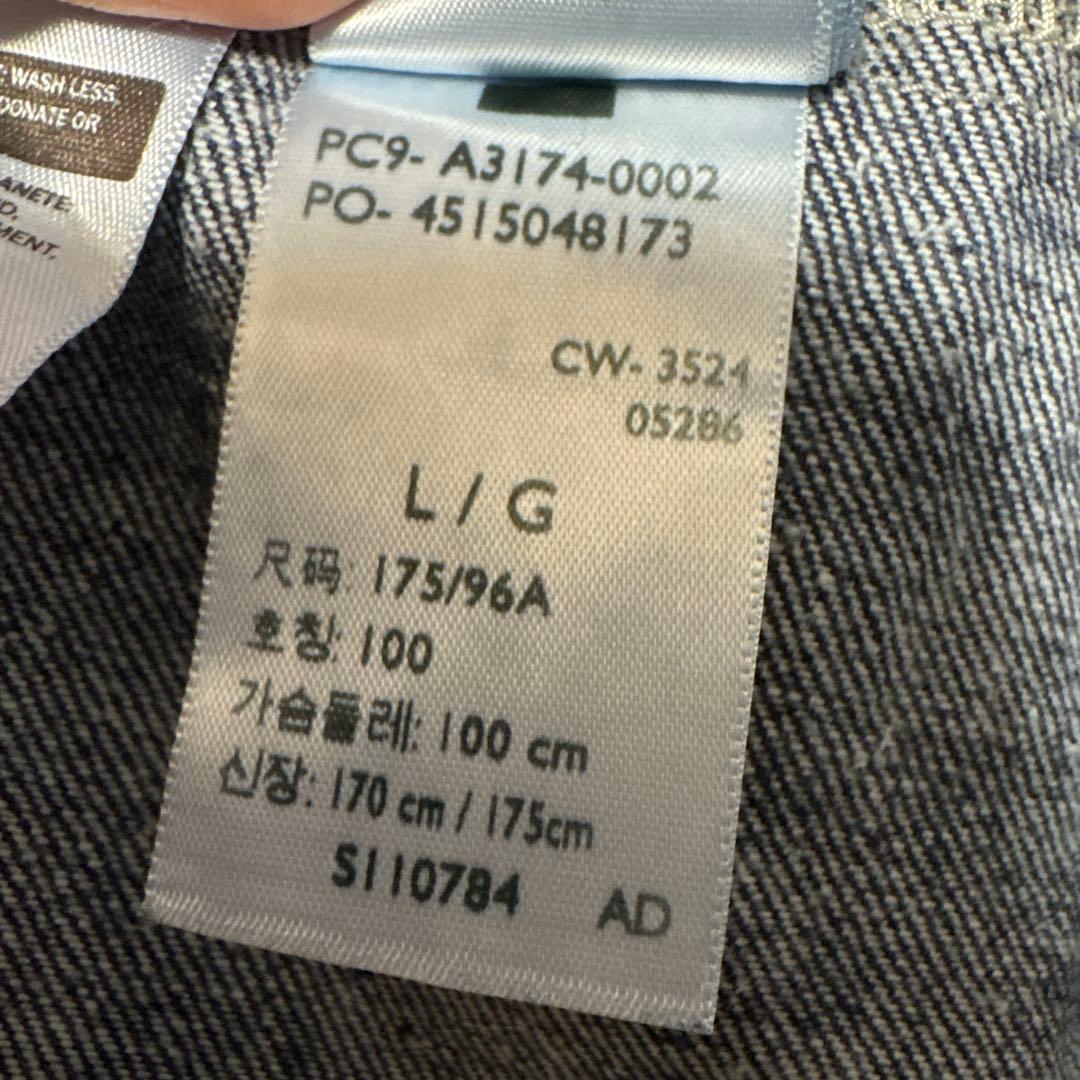 : WASH LESS,
DONATE OR
ANETE:
MENT,
PC9- A3174-0002
PO- 4515048173
CW- 3524
05286
L / G
尺码: 175/96A
호칭: 100
가슴둘레: 100 cm
신장: 170 cm / 175cm
S110784 AD